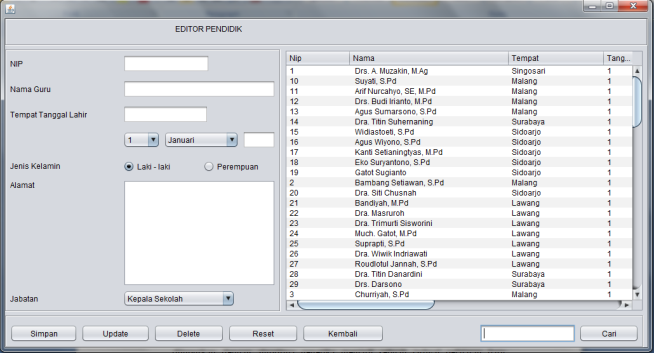 EDITOR PENDIDIK
NIP
Nama Guru
Tempat Tanggal Lahir
1 Januari
Jenis Kelamin Laki - laki Perempuan
Alamat
Jabatan Kepala Sekolah
Nip Nama Tempat Tang...
1 Drs. A. Muzakin, M.Ag Singosari 1
10 Suyati, S.Pd Malang 1
11 Arif Nurcahyo, SE, M.Pd Malang 1
12 Drs. Budi Irianto, M.Pd Malang 1
13 Agus Sumarsono, S.Pd Malang 1
14 Dra. Titin Suhernaning Surabaya 1
15 Widiastoeti, S.Pd Sidoarjo 1
16 Agus Wiyono, S.Pd Sidoarjo 1
17 Kanti Setianingtyas, M.Pd Sidoarjo 1
18 Eko Suryantono, S.Pd Sidoarjo 1
19 Gatot Sugianto Sidoarjo 1
2 Bambang Setiawan, S.Pd Malang 1
20 Dra. Siti Chusnah Sidoarjo 1
21 Bandiyah, M.Pd Lawang 1
22 Dra. Masruroh Lawang 1
23 Dra. Trimurti Sisworini Lawang 1
24 Much. Gatot, M.Pd Lawang 1
25 Suprapti, S.Pd Lawang 1
26 Dra. Wiwik Indriawati Lawang 1
27 Roudlotul Jannah, S.Pd Lawang 1
28 Dra. Titin Danardini Surabaya 1
29 Drs. Darsono Surabaya 1
3 Churriyah, S.Pd Malang 1
Simpan Update Delete Reset Kembali Cari